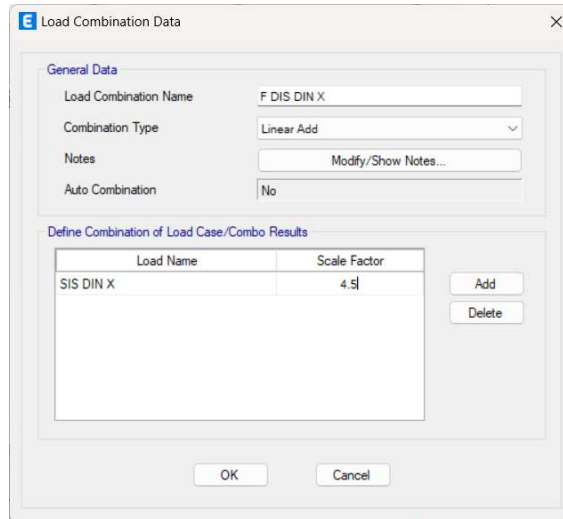 E Load Combination Data
General Data
Load Combination Name F DIS DIN X
Combination Type Linear Add
Notes Modify/Show Notes...
Auto Combination No
Define Combination of Load Case/Combo Results
Load Name Scale Factor
SIS DIN X 4.5 Add
Delete
OK Cancel